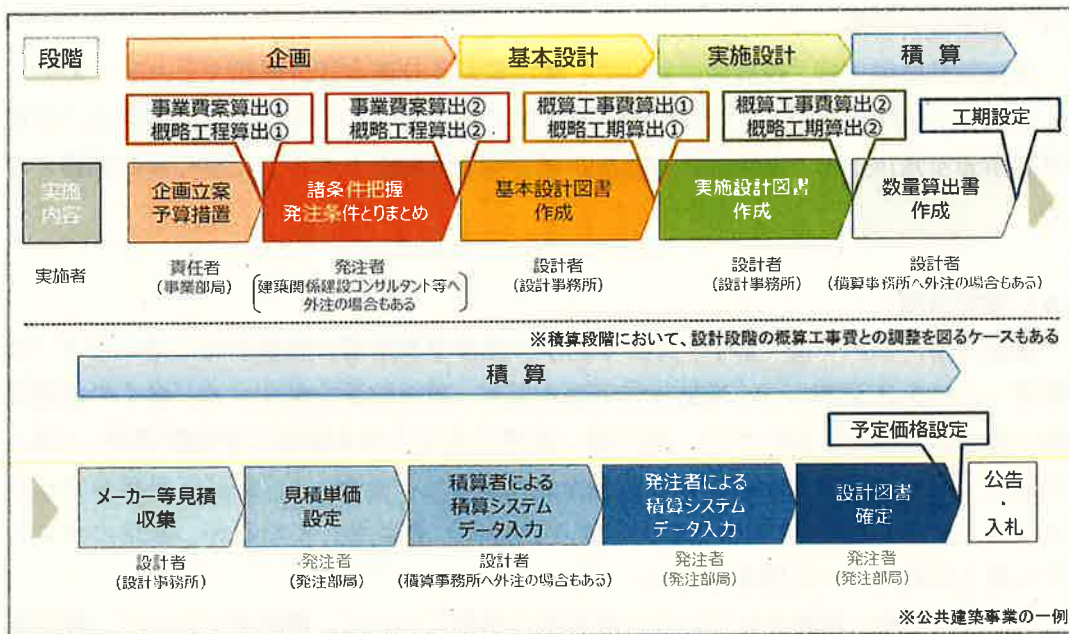 段階
企画
基本設計
実施設計
積 算
事業費案算出①
概略工程算出①
事業費案算出②
概略工程算出②
概算工事費算出①
概略工期算出①
概算工事費算出②
概略工期算出②
工期設定
実施
内容
企画立案
予算措置
諸条件把握
発注条件とりまとめ
基本設計図書
作成
実施設計図書
作成
数量算出書
作成
実施者
責任者
(事業部局)
発注者
(建築関係建設コンサルタント等へ
外注の場合もある)
設計者
(設計事務所)
設計者
(設計事務所)
設計者
(積算事務所へ外注の場合もある)
※積算段階において、設計段階の概算工事費との調整を図るケースもある
積 算
予定価格設定
メーカー等見積
収集
見積単価
設定
積算者による
積算システム
データ入力
発注者による
積算システム
データ入力
設計図書
確定
公告
・
入札
設計者
(設計事務所)
発注者
(発注部局)
設計者
(積算事務所へ外注の場合もある)
発注者
(発注部局)
発注者
(発注部局)
※公共建築事業の一例